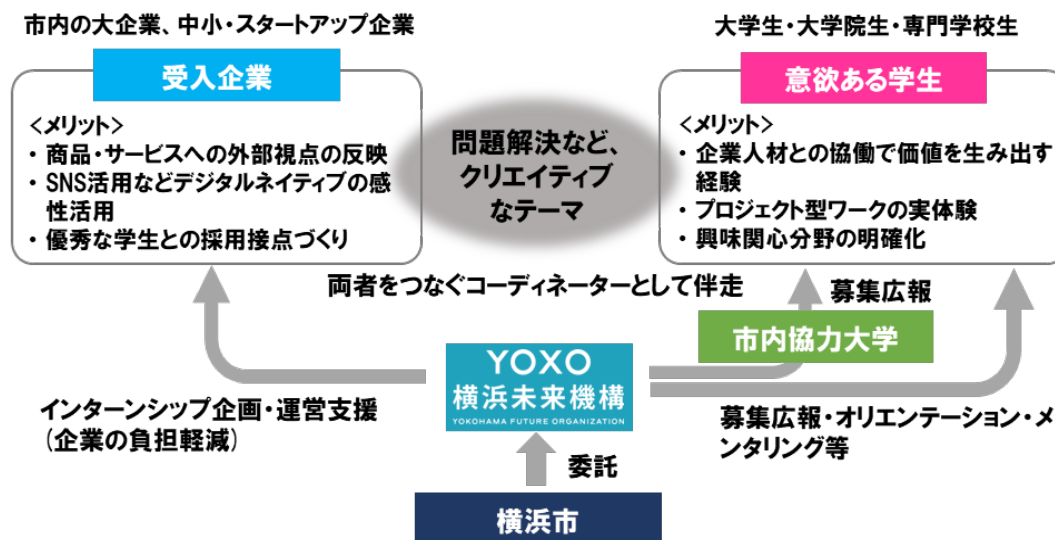 市内の大企業、中小・スタートアップ企業
受入企業
<メリット>
・ 商品・サービスへの外部視点の反映
・ SNS活用などデジタルネイティブの感
性活用
・ 優秀な学生との採用接点づくり
問題解決など、
クリエイティブ
なテーマ
大学生・大学院生・専門学校生
意欲ある学生
<メリット>
・ 企業人材との協働で価値を生み出す
経験
・ プロジェクト型ワークの実体験
・ 興味関心分野の明確化
両者をつなぐコーディネーターとして伴走
募集広報
市内協力大学
YOXO
横浜未来機構
YOKOHAMA FUTURE ORGANIZATION
インターンシップ企画・運営支援
(企業の負担軽減)
募集広報・オリエンテーション・メ
ンタリング等
委託
横浜市